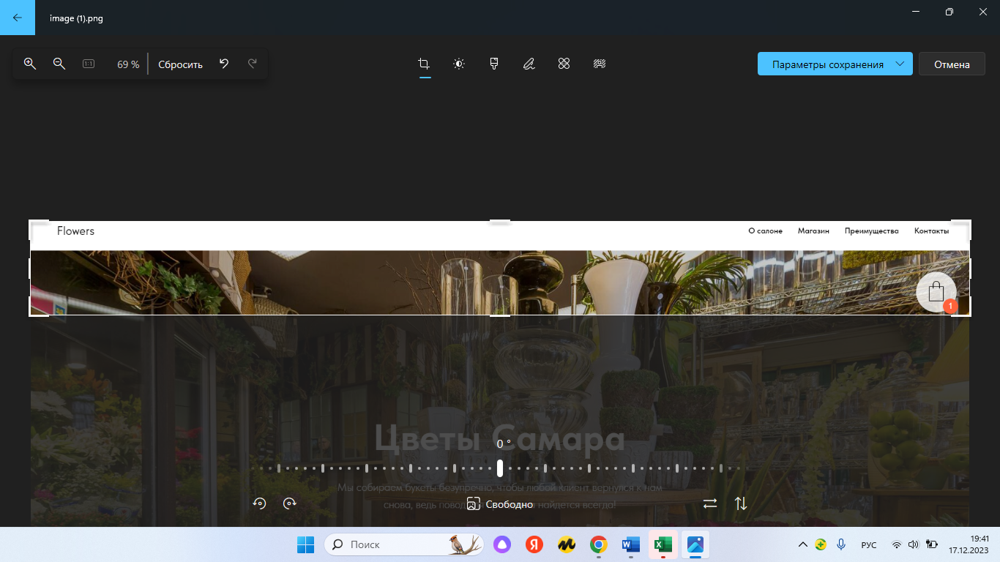 image (1).png
1:1
69 %
Сбросить
Параметры сохранения
Отмена
Flowers
О салоне
Магазин
Преимущества
Контакты
1
Цветы Самара
0 °
Мы собираем букеты безупречно, чтобы любой клиент вернулся к нам
снова, ведь повод найдется всегда!
Свободно
Поиск
Я
РУС
19:41
17.12.2023